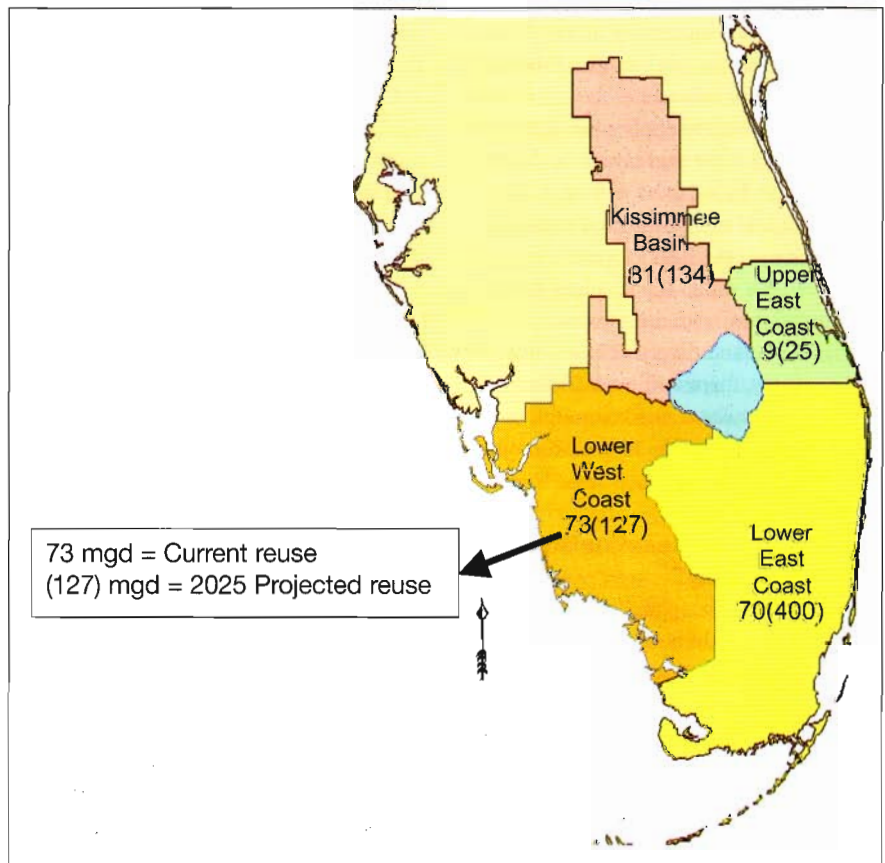 Kissimmee
Basin
81(134)
Upper
East
Coast
9(25)
Lower
West
Coast
73(127)
Lower
East
Coast
70(400)
73 mgd = Current reuse
(127) mgd = 2025 Projected reuse